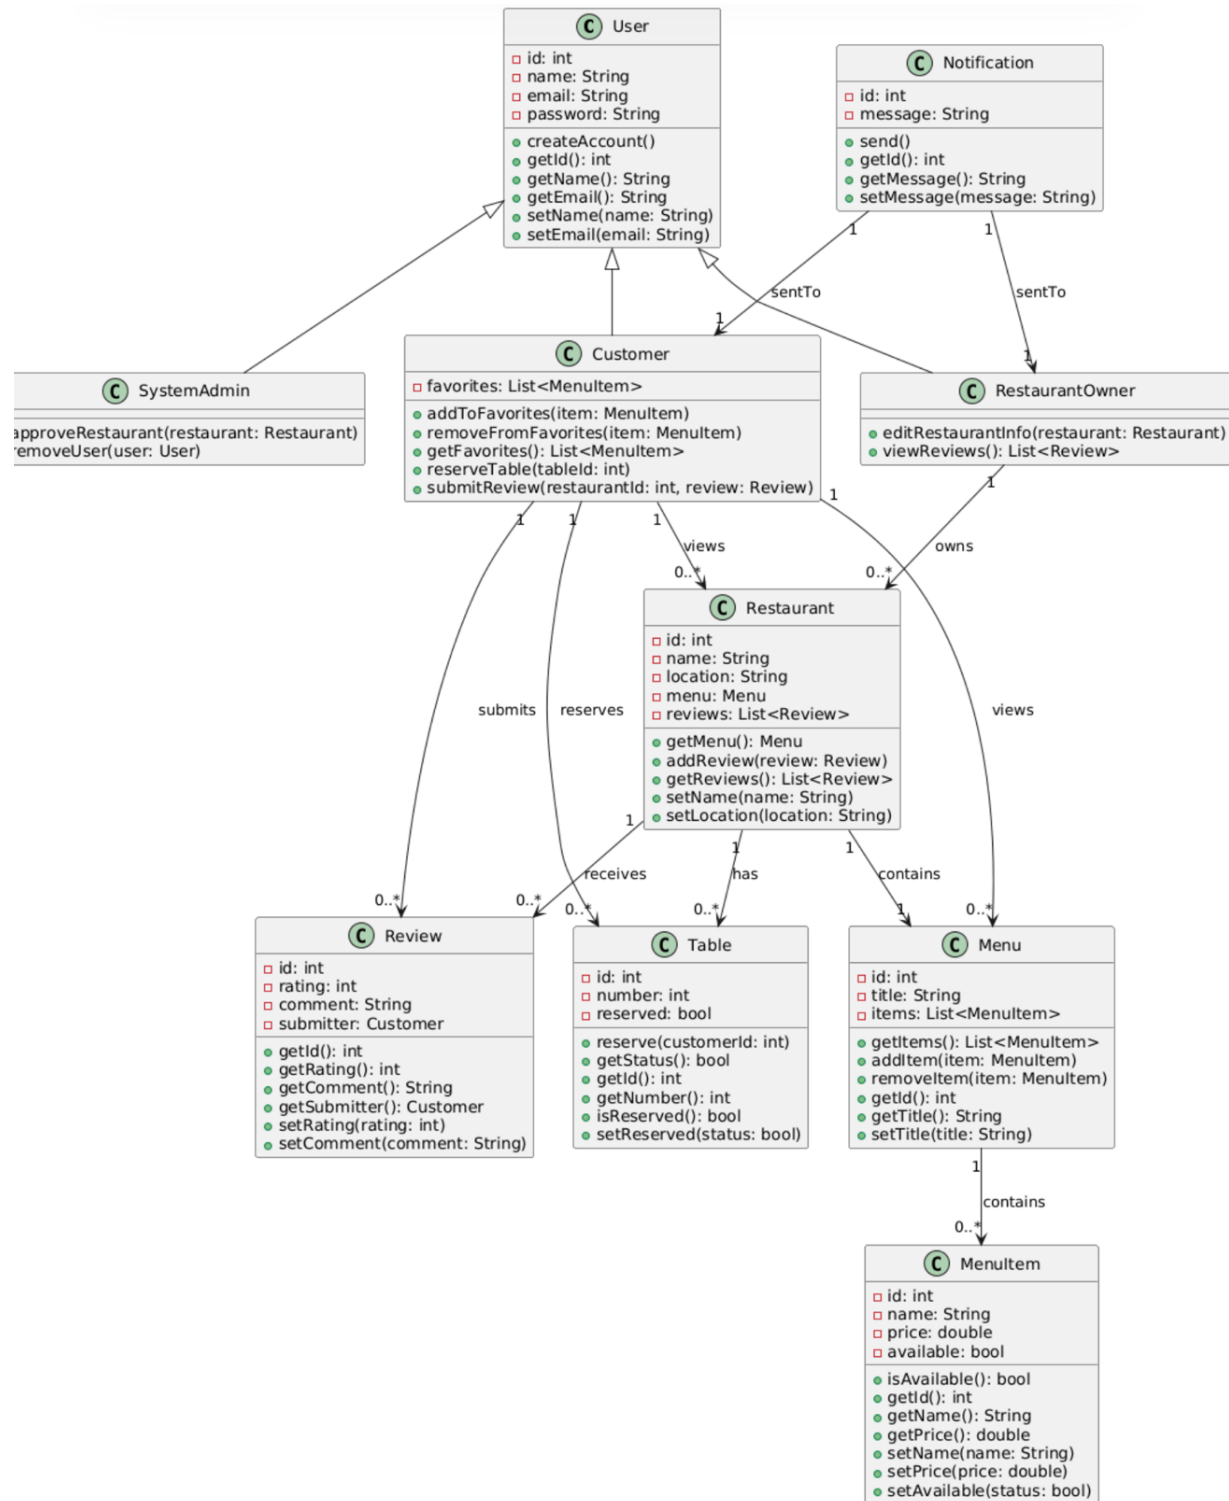 C User
id: int
name: String
email: String
password: String
createAccount()
getId(): int
getName(): String
getEmail(): String
setName(name: String)
setEmail(email: String)
C Notification
id: int
message: String
send()
getId(): int
getMessage(): String
setMessage(message: String)
1
1
sentTo
sentTo
1
1
C SystemAdmin
approveRestaurant(restaurant: Restaurant)
removeUser(user: User)
C Customer
favorites: List<MenuItem>
addToFavorites(item: MenuItem)
removeFromFavorites(item: MenuItem)
getFavorites(): List<MenuItem>
reserveTable(tableId: int)
submitReview(restaurantId: int, review: Review)
C RestaurantOwner
editRestaurantInfo(restaurant: Restaurant)
viewReviews(): List<Review>
1
1
1
1
1
views
owns
0..*
0..*
C Restaurant
id: int
name: String
location: String
menu: Menu
reviews: List<Review>
getMenu(): Menu
addReview(review: Review)
getReviews(): List<Review>
setName(name: String)
setLocation(location: String)
submits
reserves
views
1
1
1
receives
has
contains
0..*
0..*
0..*
0..*
1
0..*
C Review
id: int
rating: int
comment: String
submitter: Customer
getId(): int
getRating(): int
getComment(): String
getSubmitter(): Customer
setRating(rating: int)
setComment(comment: String)
C Table
id: int
number: int
reserved: bool
reserve(customerId: int)
getStatus(): bool
getId(): int
getNumber(): int
isReserved(): bool
setReserved(status: bool)
C Menu
id: int
title: String
items: List<MenuItem>
getItems(): List<MenuItem>
addItem(item: MenuItem)
removeItem(item: MenuItem)
getId(): int
getTitle(): String
setTitle(title: String)
1
contains
0..*
C MenuItem
id: int
name: String
price: double
available: bool
isAvailable(): bool
getId(): int
getName(): String
getPrice(): double
setName(name: String)
setPrice(price: double)
setAvailable(status: bool)